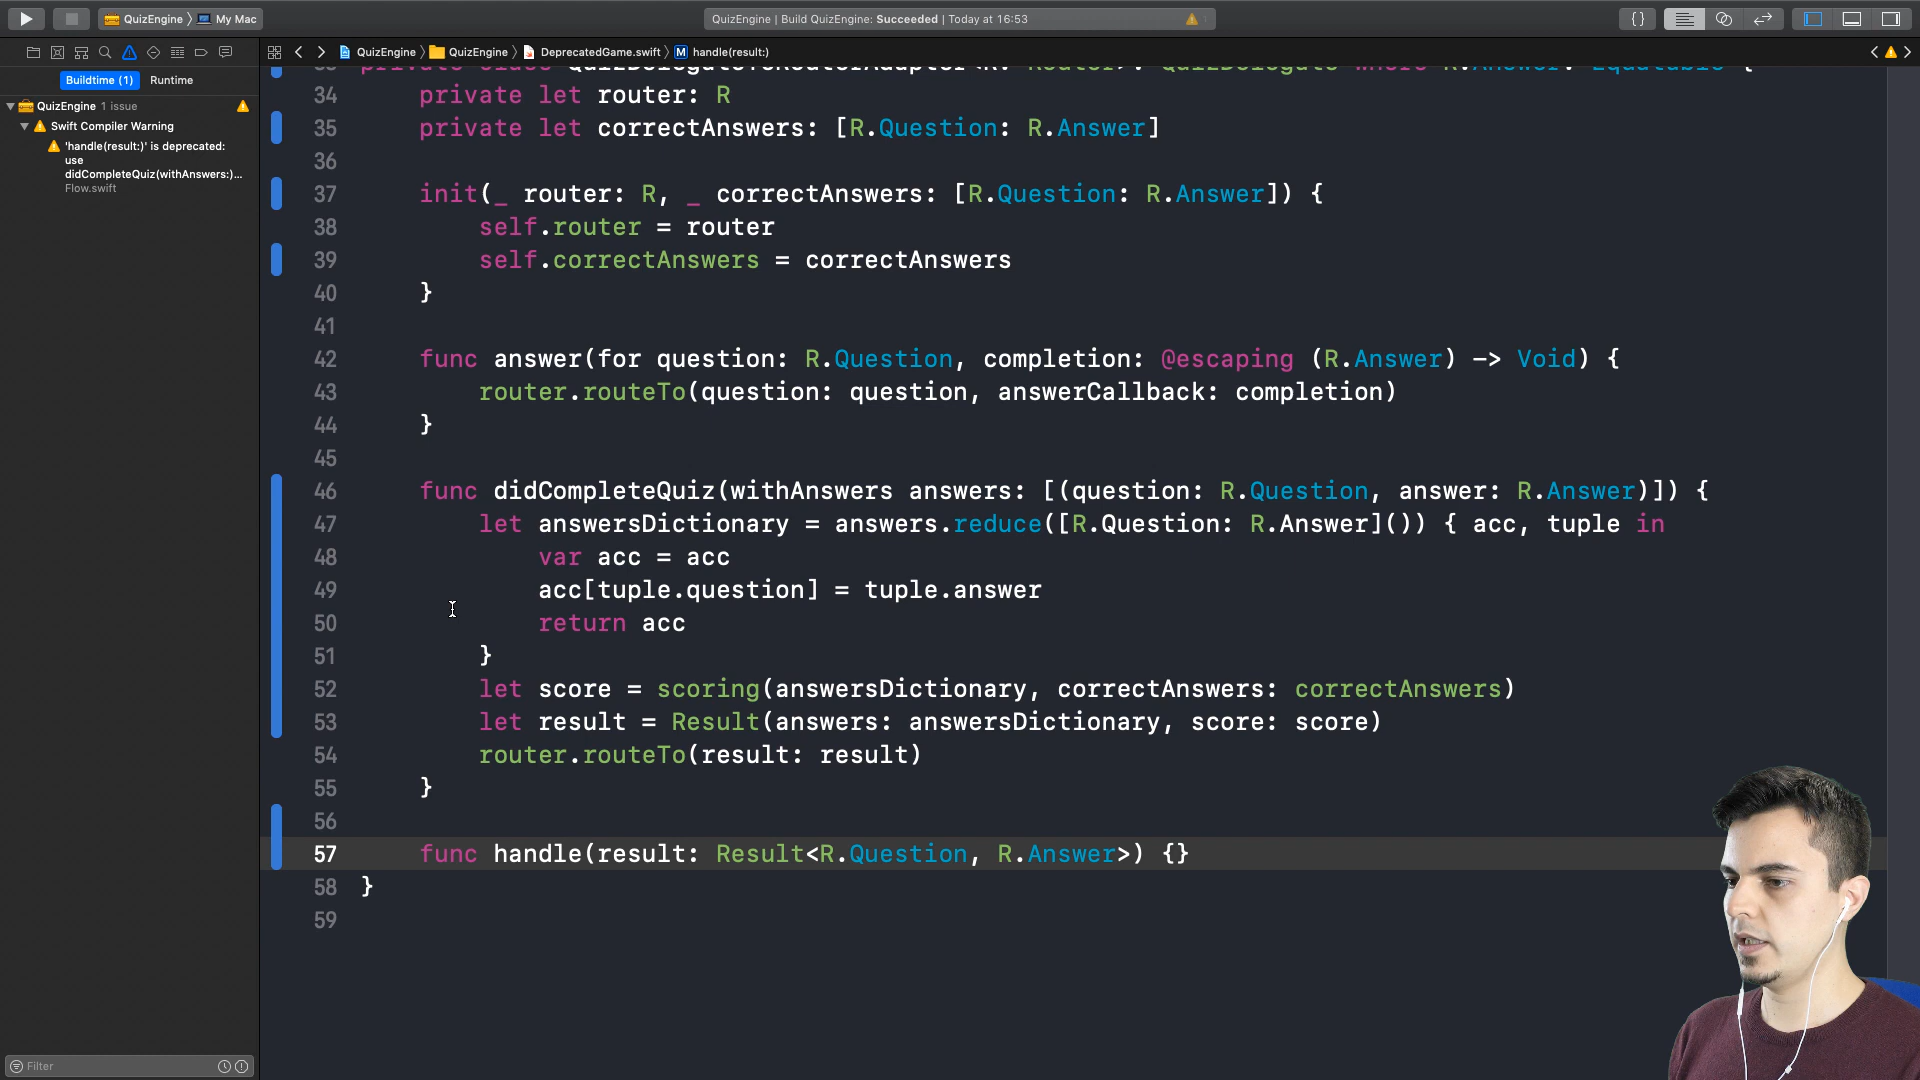 QuizEngine 〉 My Mac
QuizEngine | Build QuizEngine: Succeeded | Today at 16:53
QuizEngine 〉 QuizEngine 〉 DeprecatedGame.swift 〉 M handle(result:)
Buildtime (1) Runtime
QuizEngine 1 issue
Swift Compiler Warning
'handle(result:)' is deprecated:
use
didCompleteQuiz(withAnswers:)...
Flow.swift
Filter
34 private let router: R
35 private let correctAnswers: [R.Question: R.Answer]
36
37 init(_ router: R, _ correctAnswers: [R.Question: R.Answer]) {
38 self.router = router
39 self.correctAnswers = correctAnswers
40 }
41
42 func answer(for question: R.Question, completion: @escaping (R.Answer) -> Void) {
43 router.routeTo(question: question, answerCallback: completion)
44 }
45
46 func didCompleteQuiz(withAnswers answers: [(question: R.Question, answer: R.Answer)]) {
47 let answersDictionary = answers.reduce([R.Question: R.Answer]()) { acc, tuple in
48 var acc = acc
49 acc[tuple.question] = tuple.answer
50 return acc
51 }
52 let score = scoring(answersDictionary, correctAnswers: correctAnswers)
53 let result = Result(answers: answersDictionary, score: score)
54 router.routeTo(result: result)
55 }
56
57 func handle(result: Result<R.Question, R.Answer>) {}
58 }
59